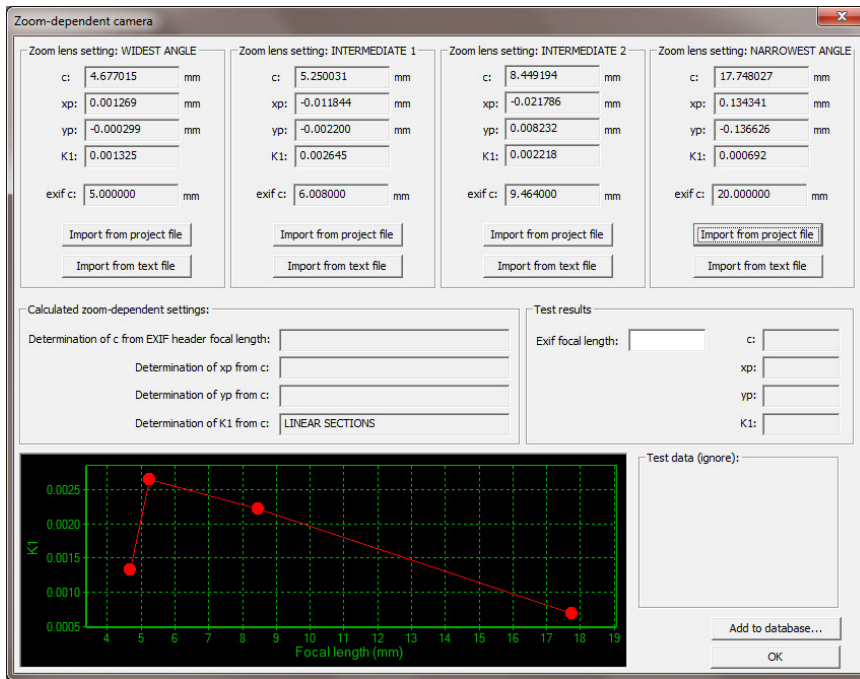 Zoom-dependent camera
Zoom lens setting: WIDEST ANGLE
c: 4.677015 mm
xp: 0.001269 mm
yp: -0.000299 mm
K1: 0.001325
exif c: 5.000000 mm
Import from project file
Import from text file
Zoom lens setting: INTERMEDIATE 1
c: 5.250031 mm
xp: -0.011844 mm
yp: -0.002200 mm
K1: 0.002645
exif c: 6.008000 mm
Import from project file
Import from text file
Zoom lens setting: INTERMEDIATE 2
c: 8.449194 mm
xp: -0.021786 mm
yp: 0.008232 mm
K1: 0.002218
exif c: 9.464000 mm
Import from project file
Import from text file
Zoom lens setting: NARROWEST ANGLE
c: 17.748027 mm
xp: 0.134341 mm
yp: -0.136626 mm
K1: 0.000692
exif c: 20.000000 mm
Import from project file
Import from text file
Calculated zoom-dependent settings:
Determination of c from EXIF header focal length:
Determination of xp from c:
Determination of yp from c:
Determination of K1 from c: LINEAR SECTIONS
Test results
Exif focal length:
c:
xp:
yp:
K1:
K1
0.0025
0.0020
0.0015
0.0010
0.0005
4 5 6 7 8 9 10 11 12 13 14 15 16 17 18 19
Focal length (mm)
Test data (ignore):
Add to database...
OK